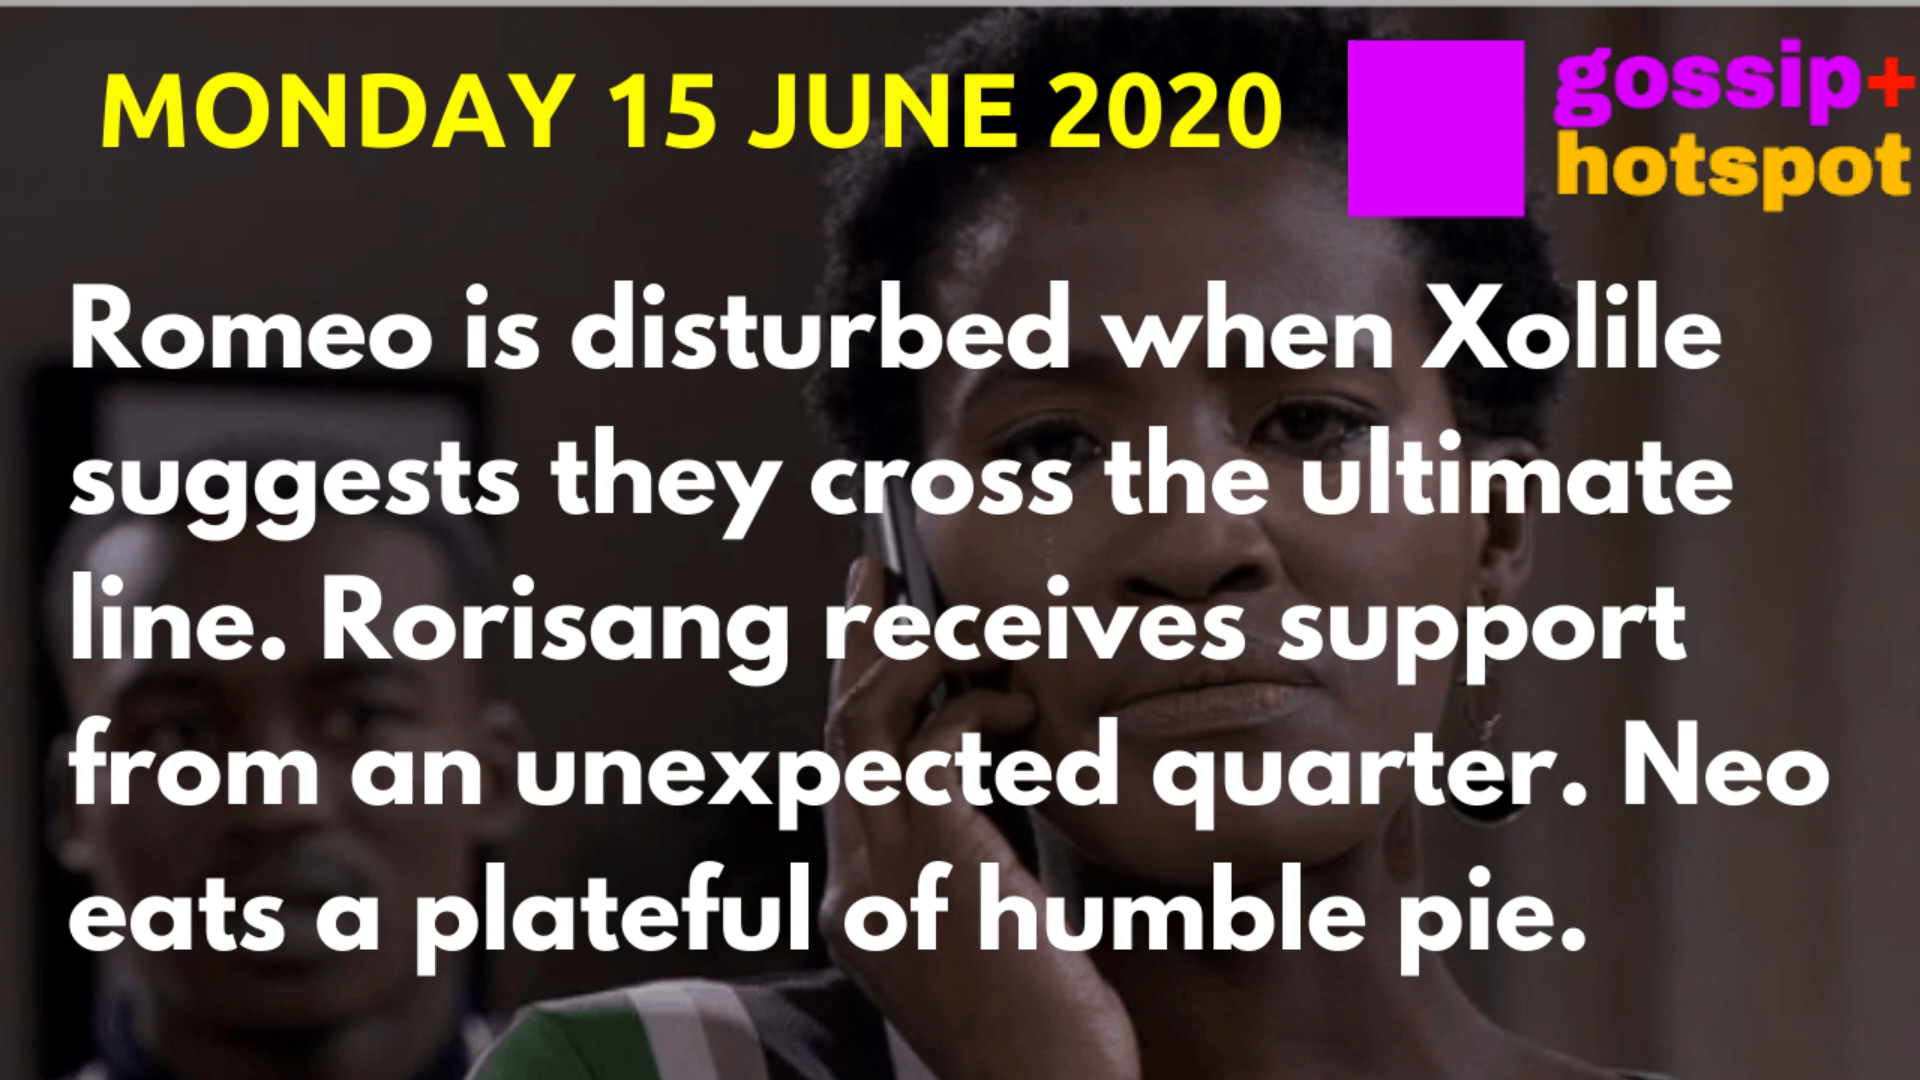 MONDAY 15 JUNE 2020
gossip+
hotspot
Romeo is disturbed when Xolile
suggests they cross the ultimate
line. Rorisang receives support
from an unexpected quarter. Neo
eats a plateful of humble pie.